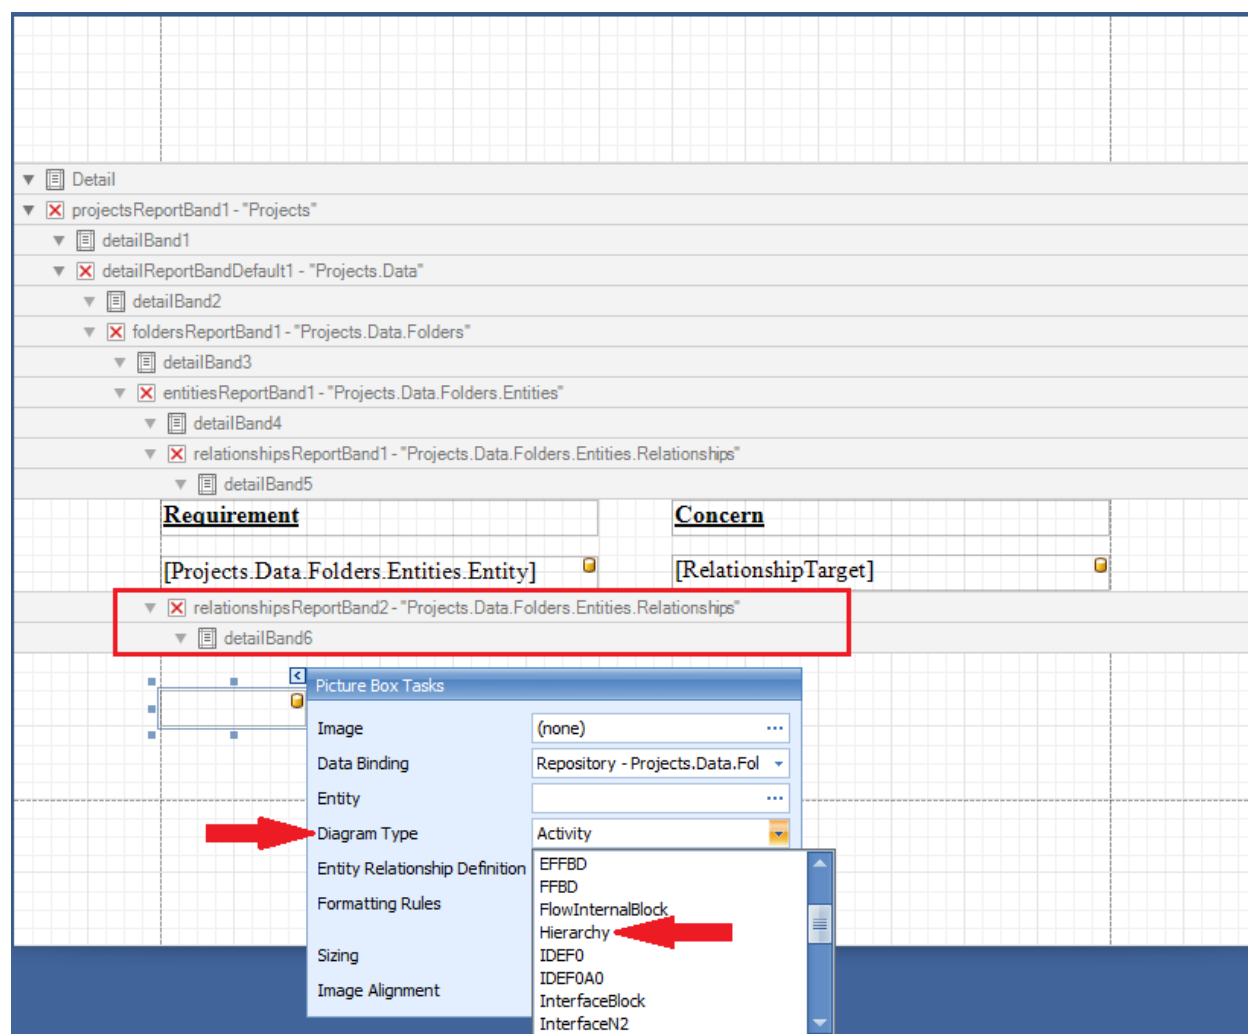 Detail
projectsReportBand1 - "Projects"
detailBand1
detailReportBandDefault1 - "Projects.Data"
detailBand2
foldersReportBand1 - "Projects.Data.Folders"
detailBand3
entitiesReportBand1 - "Projects.Data.Folders.Entities"
detailBand4
relationshipsReportBand1 - "Projects.Data.Folders.Entities.Relationships"
detailBand5
Requirement Concern
[Projects.Data.Folders.Entities.Entity] [RelationshipTarget]
relationshipsReportBand2 - "Projects.Data.Folders.Entities.Relationships"
detailBand6
Picture Box Tasks
Image (none) ...
Data Binding Repository - Projects.Data.Fol
Entity ...
Diagram Type Activity
Entity Relationship Definition EFFBD
FFBD
Formatting Rules FlowInternalBlock
Hierarchy
Sizing IDEF0
IDEF0A0
Image Alignment InterfaceBlock
InterfaceN2